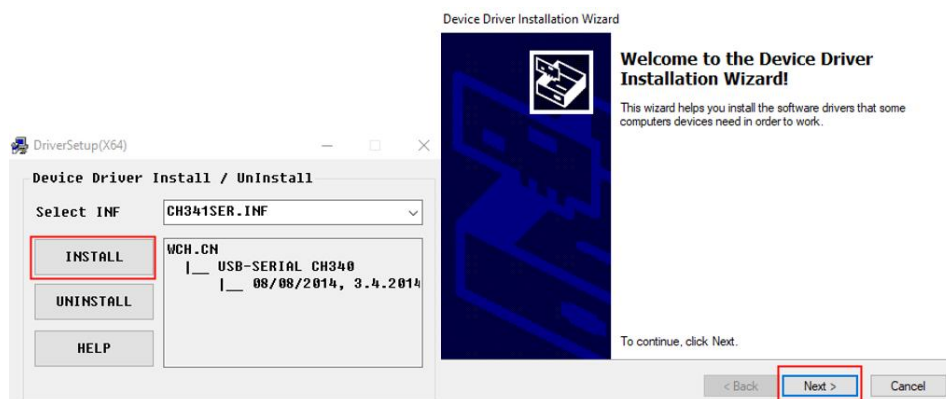 DriverSetup(X64)
Device Driver Install / UnInstall
Select INF
CH341SER.INF
INSTALL
UNINSTALL
HELP
WCH.CN
|__ USB-SERIAL CH340
|__ 08/08/2014, 3.4.2014
Device Driver Installation Wizard
Welcome to the Device Driver
Installation Wizard!
This wizard helps you install the software drivers that some
computers devices need in order to work.
To continue, click Next.
< Back
Next >
Cancel